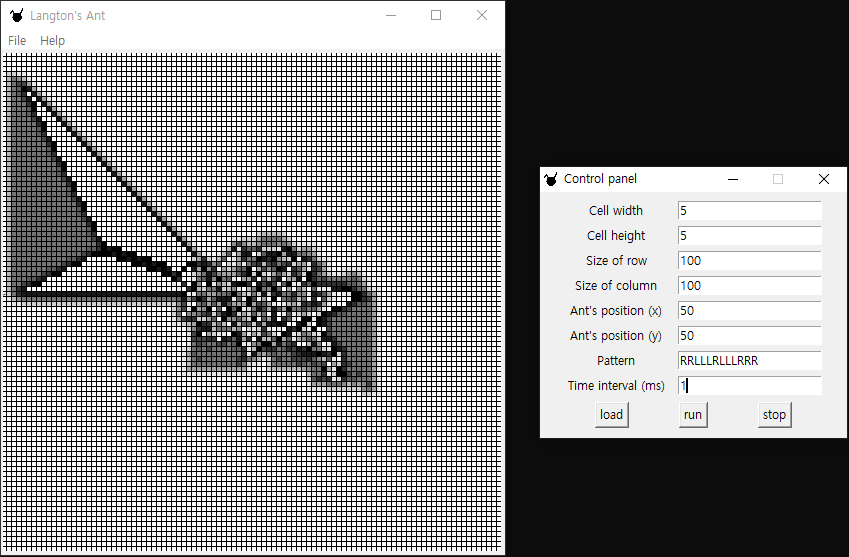 Langton's Ant
File Help
Control panel
Cell width 5
Cell height 5
Size of row 100
Size of column 100
Ant's position (x) 50
Ant's position (y) 50
Pattern RRLLLRLLLRRR
Time interval (ms) 1
load run stop